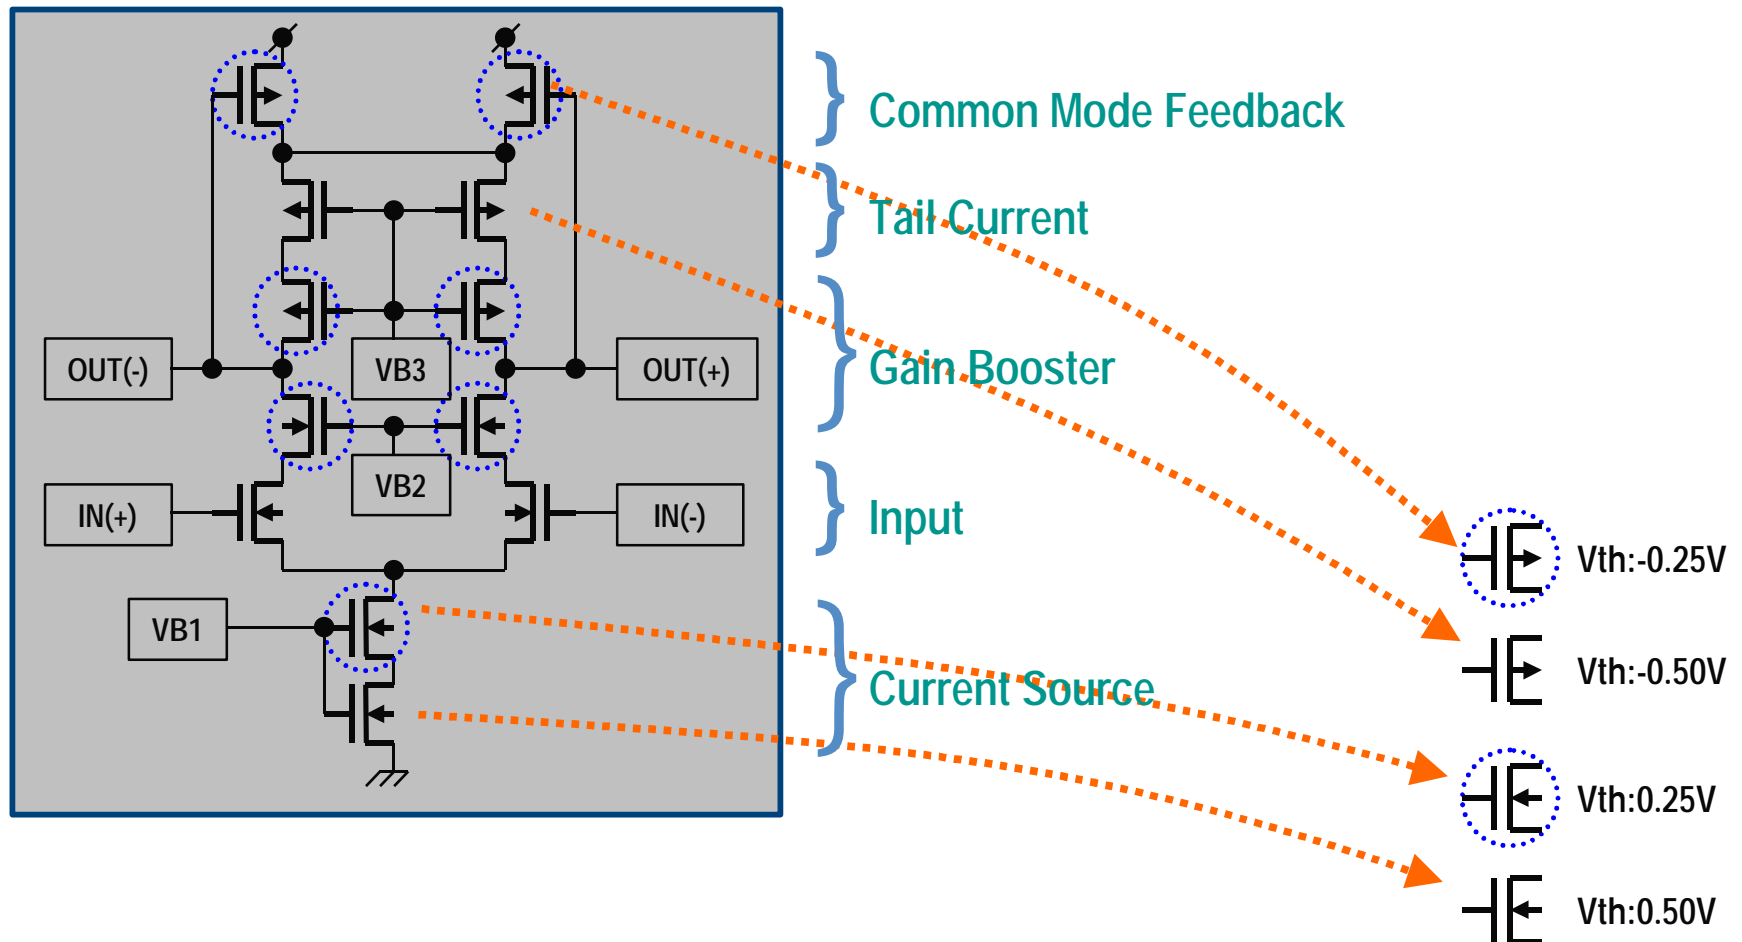 Common Mode Feedback
Tail Current
Gain Booster
OUT(-)
VB3
OUT(+)
VB2
IN(+)
IN(-)
Input
VB1
Current Source
Vth:-0.25V
Vth:-0.50V
Vth:0.25V
Vth:0.50V